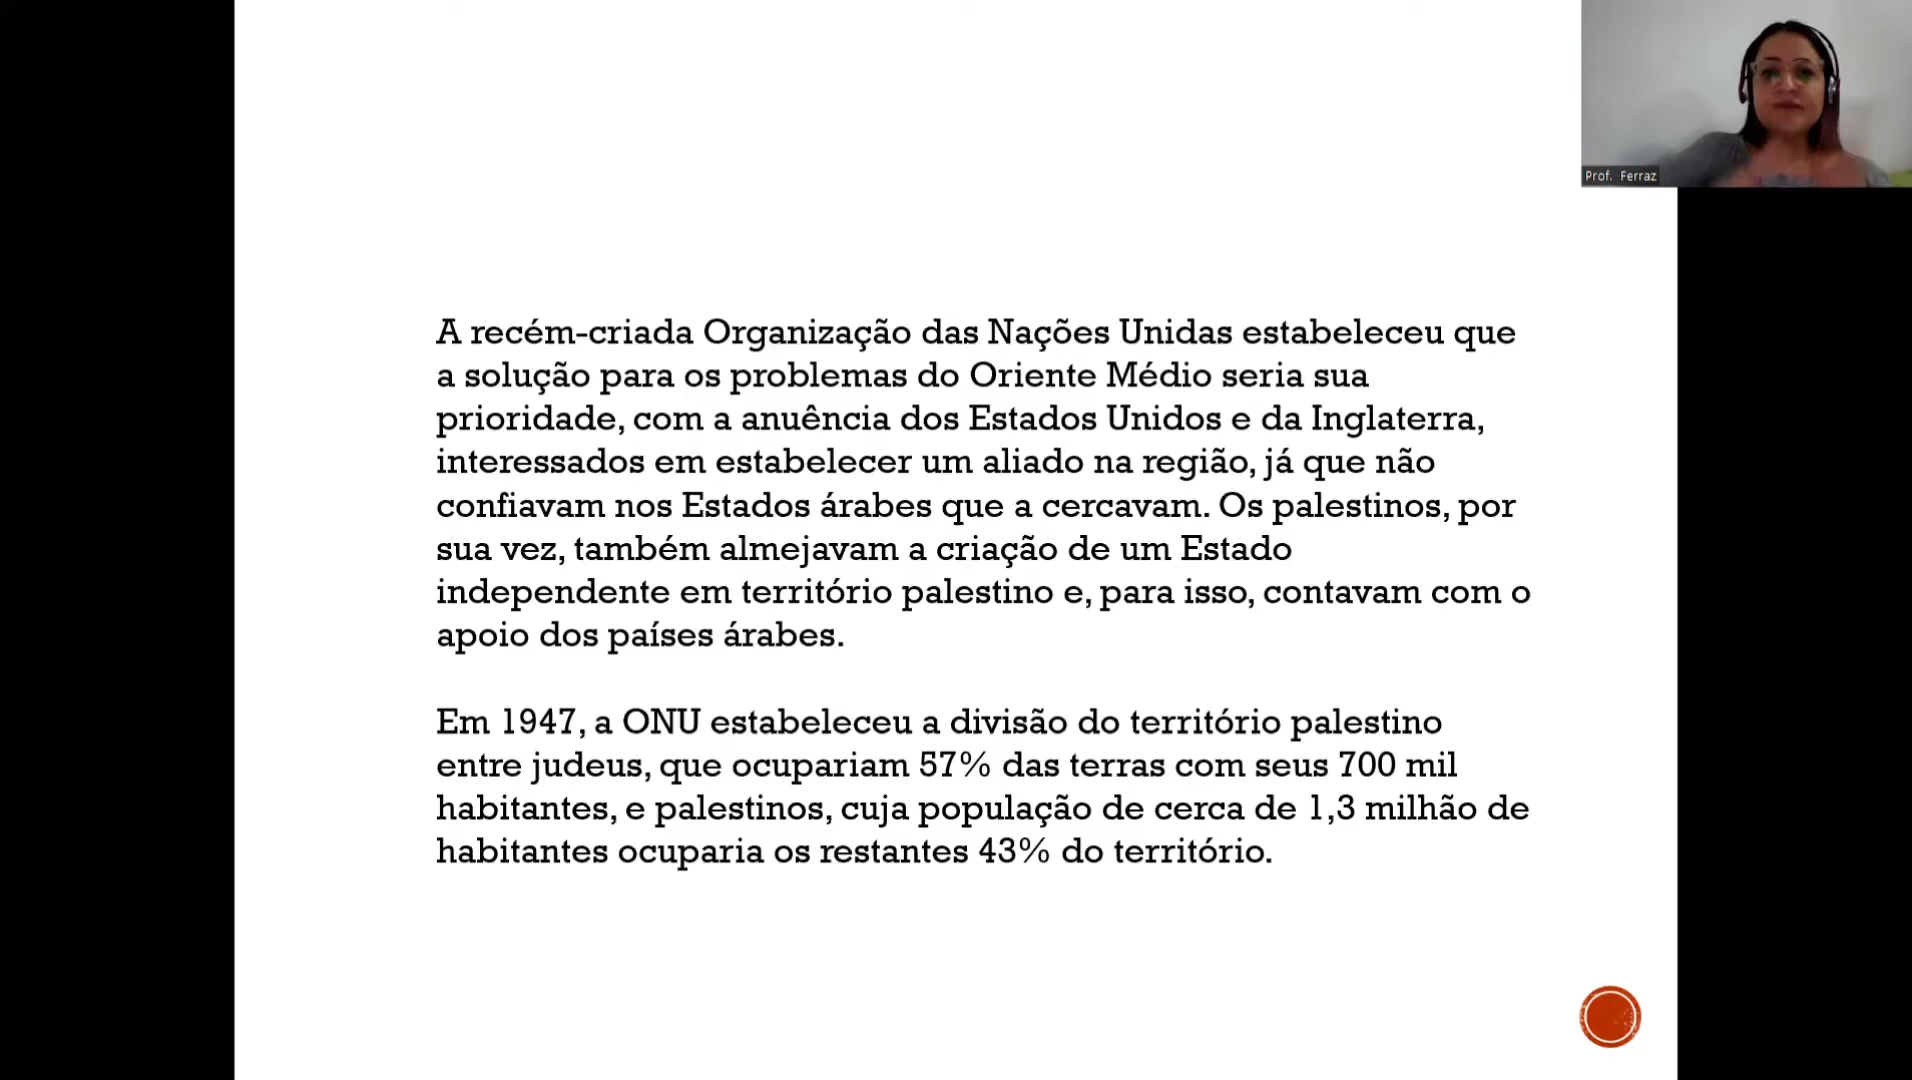 Prof. Ferraz
A recém-criada Organização das Nações Unidas estabeleceu que
a solução para os problemas do Oriente Médio seria sua
prioridade, com a anuência dos Estados Unidos e da Inglaterra,
interessados em estabelecer um aliado na região, já que não
confiavam nos Estados árabes que a cercavam. Os palestinos, por
sua vez, também almejavam a criação de um Estado
independente em território palestino e, para isso, contavam com o
apoio dos países árabes.
Em 1947, a ONU estabeleceu a divisão do território palestino
entre judeus, que ocupariam 57% das terras com seus 700 mil
habitantes, e palestinos, cuja população de cerca de 1,3 milhão de
habitantes ocuparia os restantes 43% do território.